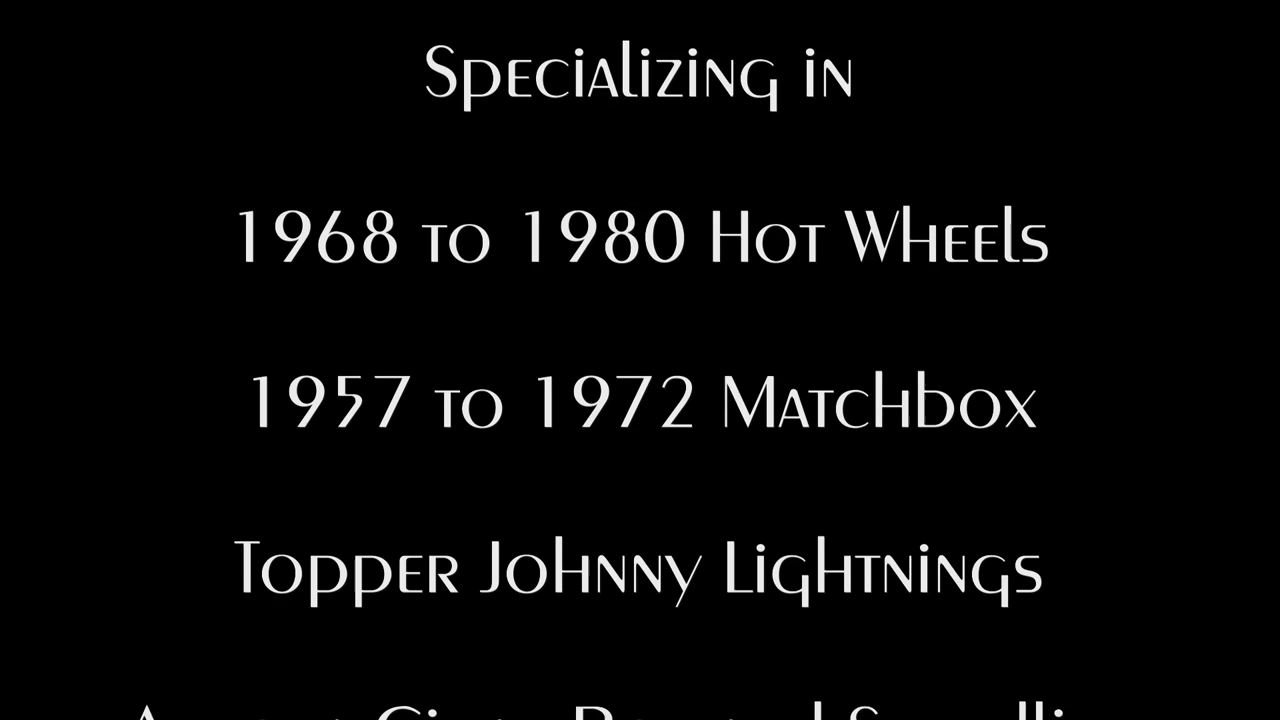 Specializing in
1968 to 1980 Hot Wheels
1957 to 1972 Matchbox
Topper Johnny Lightnings